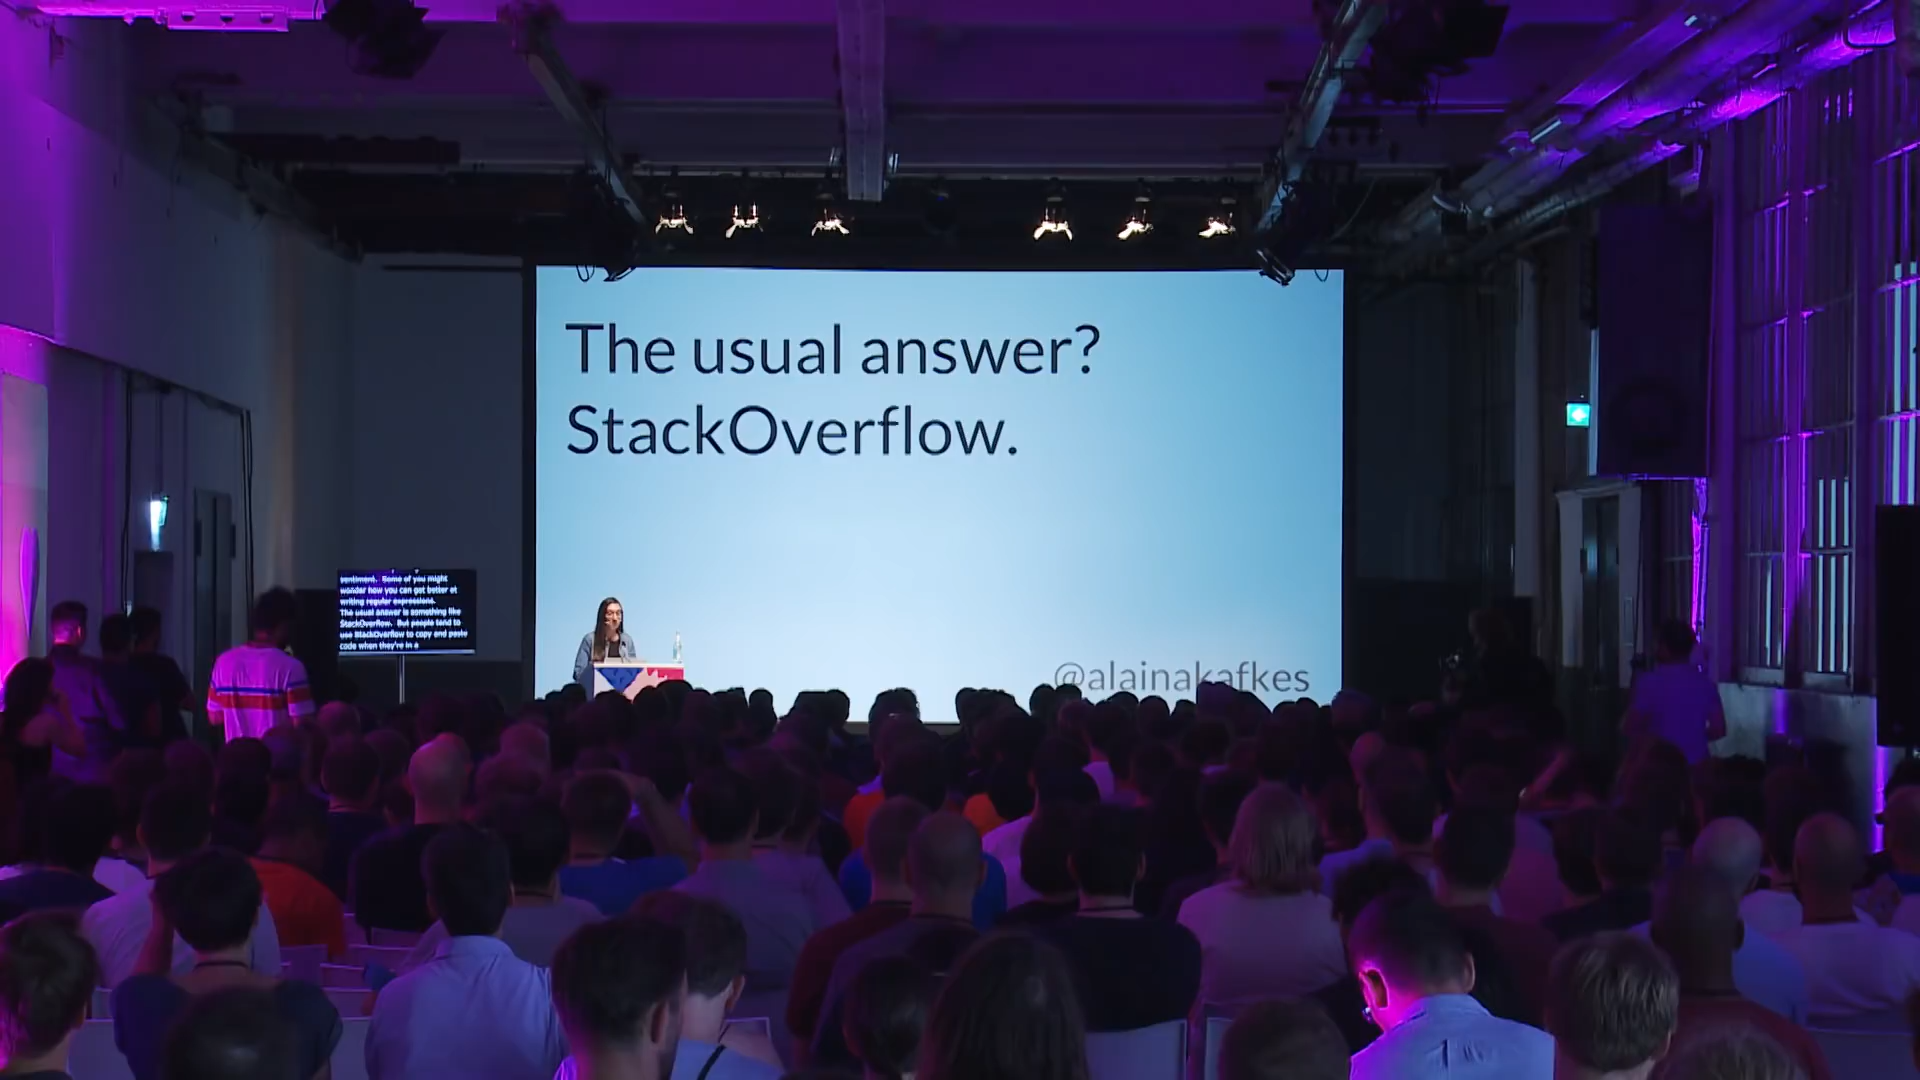 The usual answer?
StackOverflow.
@alainakafkes
sentiment. Some of you might
wonder how you can get better at
writing regular expressions.
The usual answer is something like
StackOverflow. But people tend to
use StackOverflow to copy and paste
code when they're in a